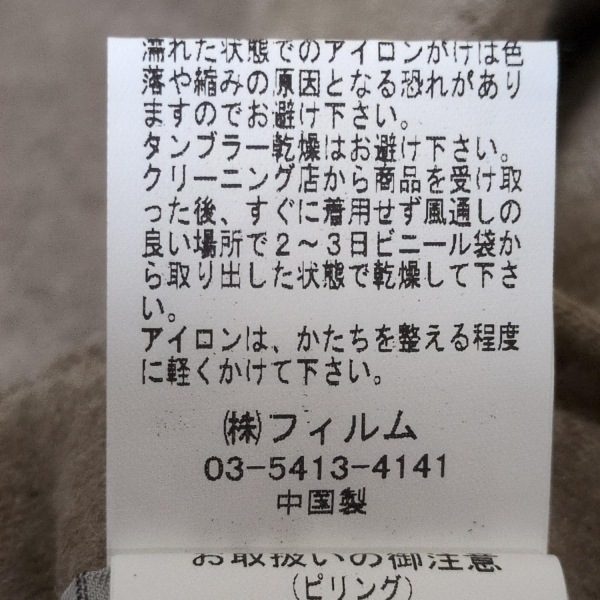 濡れた状態でのアイロンがけは色
落や縮みの原因となる恐れがあり
ますのでお避け下さい。
タンブラー乾燥はお避け下さい。
クリーニング店から商品を受け取
った後、すぐに着用せず風通しの
良い場所で2～3日ビニール袋か
ら取り出した状態で乾燥して下さ
い。
アイロンは、かたちを整える程度
に軽くかけて下さい。
㈱フィルム
03-5413-4141
中国製
お取扱いの御注意
(ピリング)